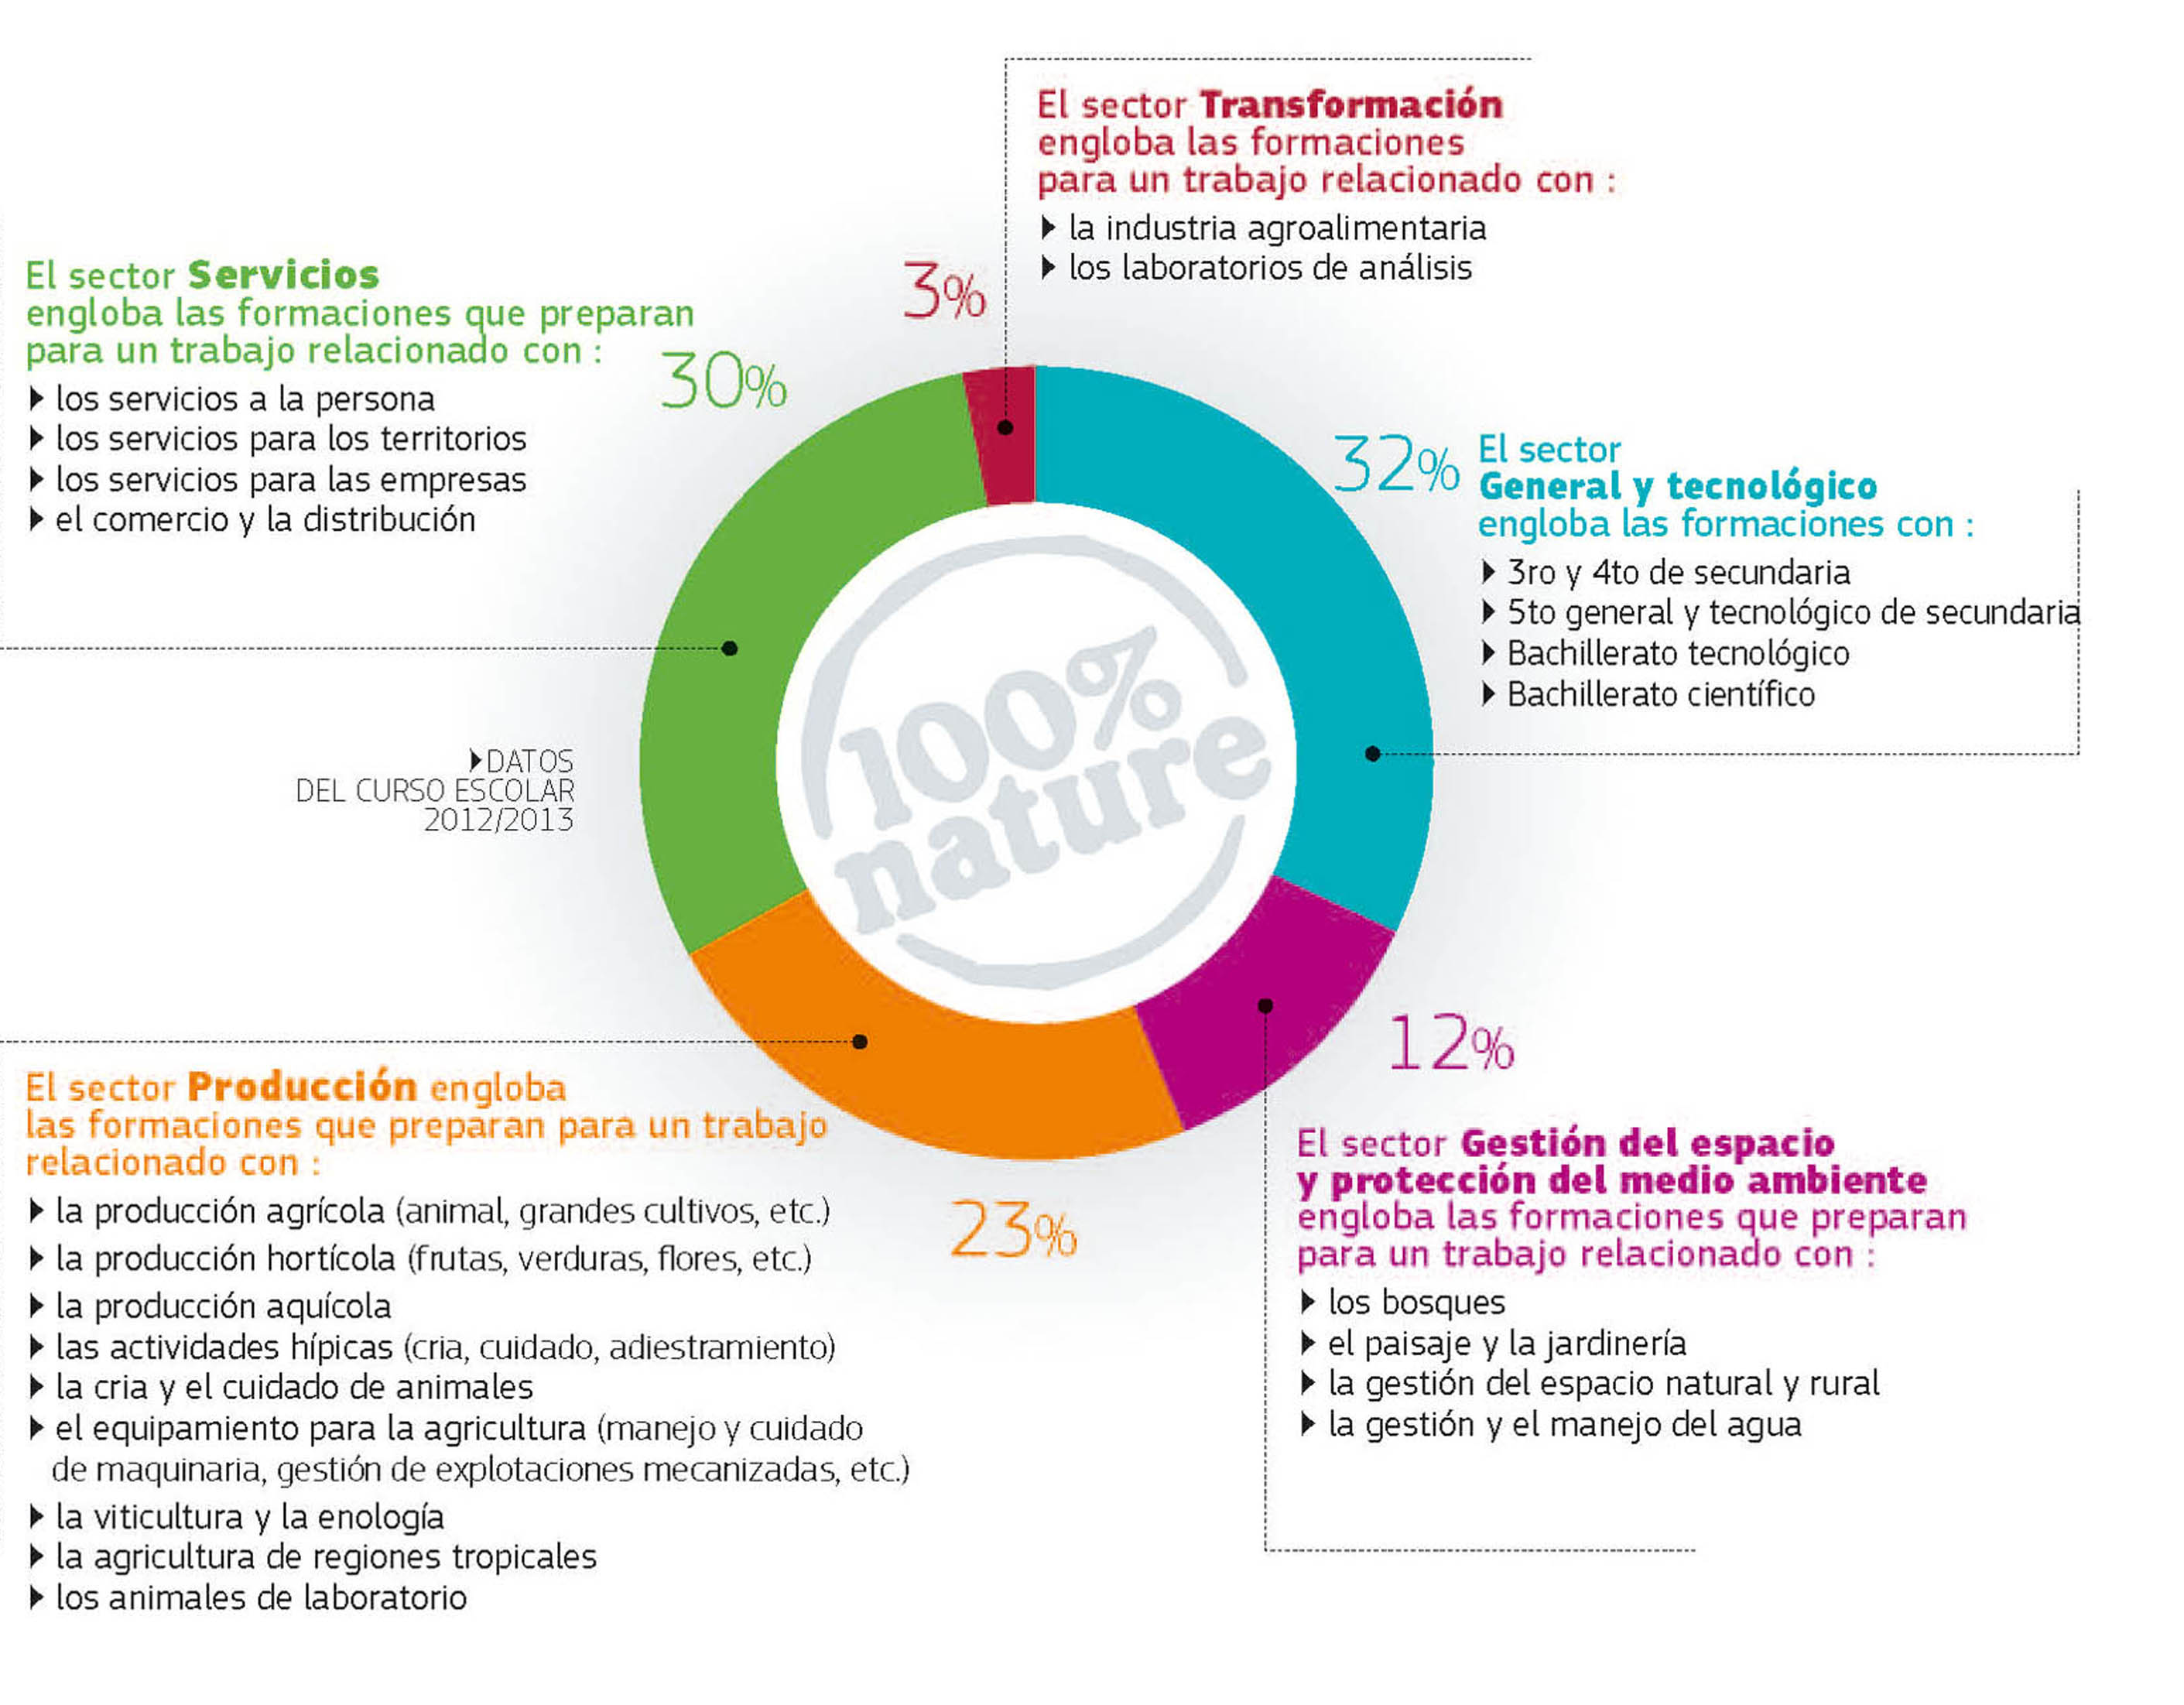 El sector Transformación
engloba las formaciones
para un trabajo relacionado con :
la industria agroalimentaria
los laboratorios de análisis
3%
El sector Servicios
engloba las formaciones que preparan
para un trabajo relacionado con :
30%
los servicios a la persona
los servicios para los territorios
los servicios para las empresas
el comercio y la distribución
32%
El sector
General y tecnológico
engloba las formaciones con :
3ro y 4to de secundaria
5to general y tecnológico de secundaria
Bachillerato tecnológico
Bachillerato científico
100%
nature
DATOS
DEL CURSO ESCOLAR
2012/2013
El sector Producción engloba
las formaciones que preparan para un trabajo
relacionado con :
la producción agrícola (animal, grandes cultivos, etc.)
la producción hortícola (frutas, verduras, flores, etc.)
la producción aquícola
las actividades hípicas (cria, cuidado, adiestramiento)
la cria y el cuidado de animales
el equipamiento para la agricultura (manejo y cuidado
de maquinaria, gestión de explotaciones mecanizadas, etc.)
la viticultura y la enología
la agricultura de regiones tropicales
los animales de laboratorio
23%
12%
El sector Gestión del espacio
y protección del medio ambiente
engloba las formaciones que preparan
para un trabajo relacionado con :
los bosques
el paisaje y la jardinería
la gestión del espacio natural y rural
la gestión y el manejo del agua